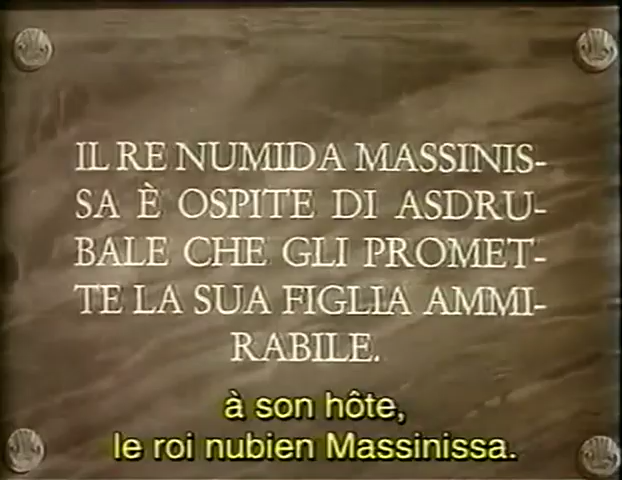 IL RE NUMIDA MASSINIS-
SA È OSPITE DI ASDRU-
BALE CHE GLI PROMET-
TE LA SUA FIGLIA AMMI-
RABILE.
à son hôte,
le roi nubien Massinissa.